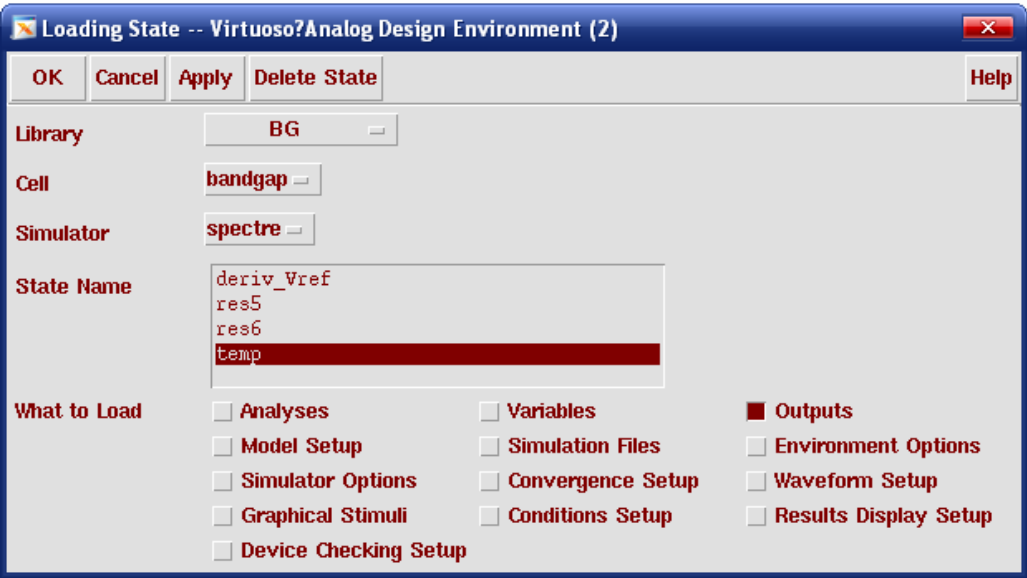 Loading State -- Virtuoso?Analog Design Environment (2)
OK Cancel Apply Delete State Help
Library BG
Cell bandgap
Simulator spectre
State Name deriv_Vref
res5
res6
temp
What to Load Analyses Variables Outputs
Model Setup Simulation Files Environment Options
Simulator Options Convergence Setup Waveform Setup
Graphical Stimuli Conditions Setup Results Display Setup
Device Checking Setup